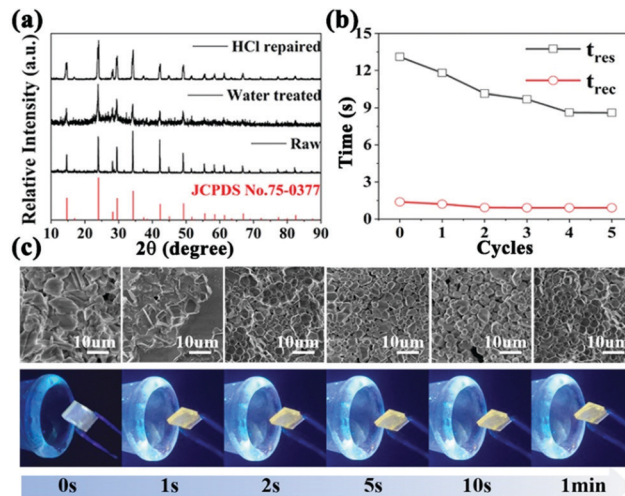 (a)
Relative Intensity (a.u.)
HCl repaired
Water treated
Raw
JCPDS No.75-0377
10 20 30 40 50 60 70 80 90
2θ (degree)
(b)
Time (s)
15
12
9
6
3
0
tres
trec
0 1 2 3 4 5
Cycles
(c)
10um 10um 10um 10um 10um 10um
0s 1s 2s 5s 10s 1min